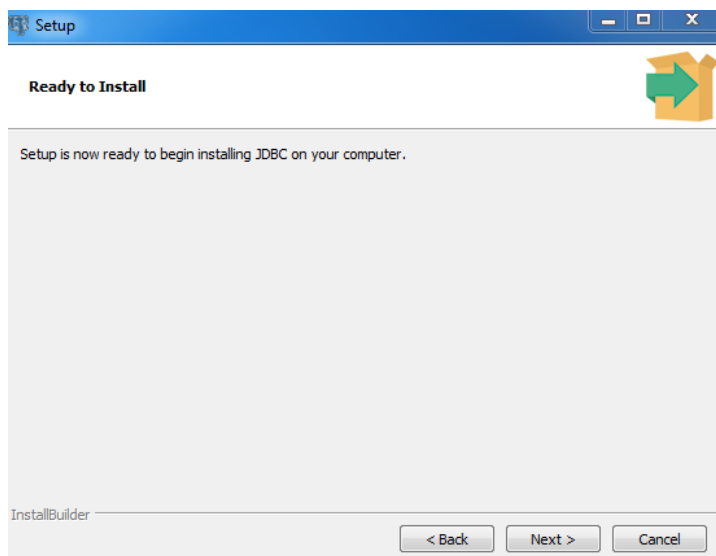 Setup
Ready to Install
Setup is now ready to begin installing JDBC on your computer.
InstallBuilder
< Back
Next >
Cancel